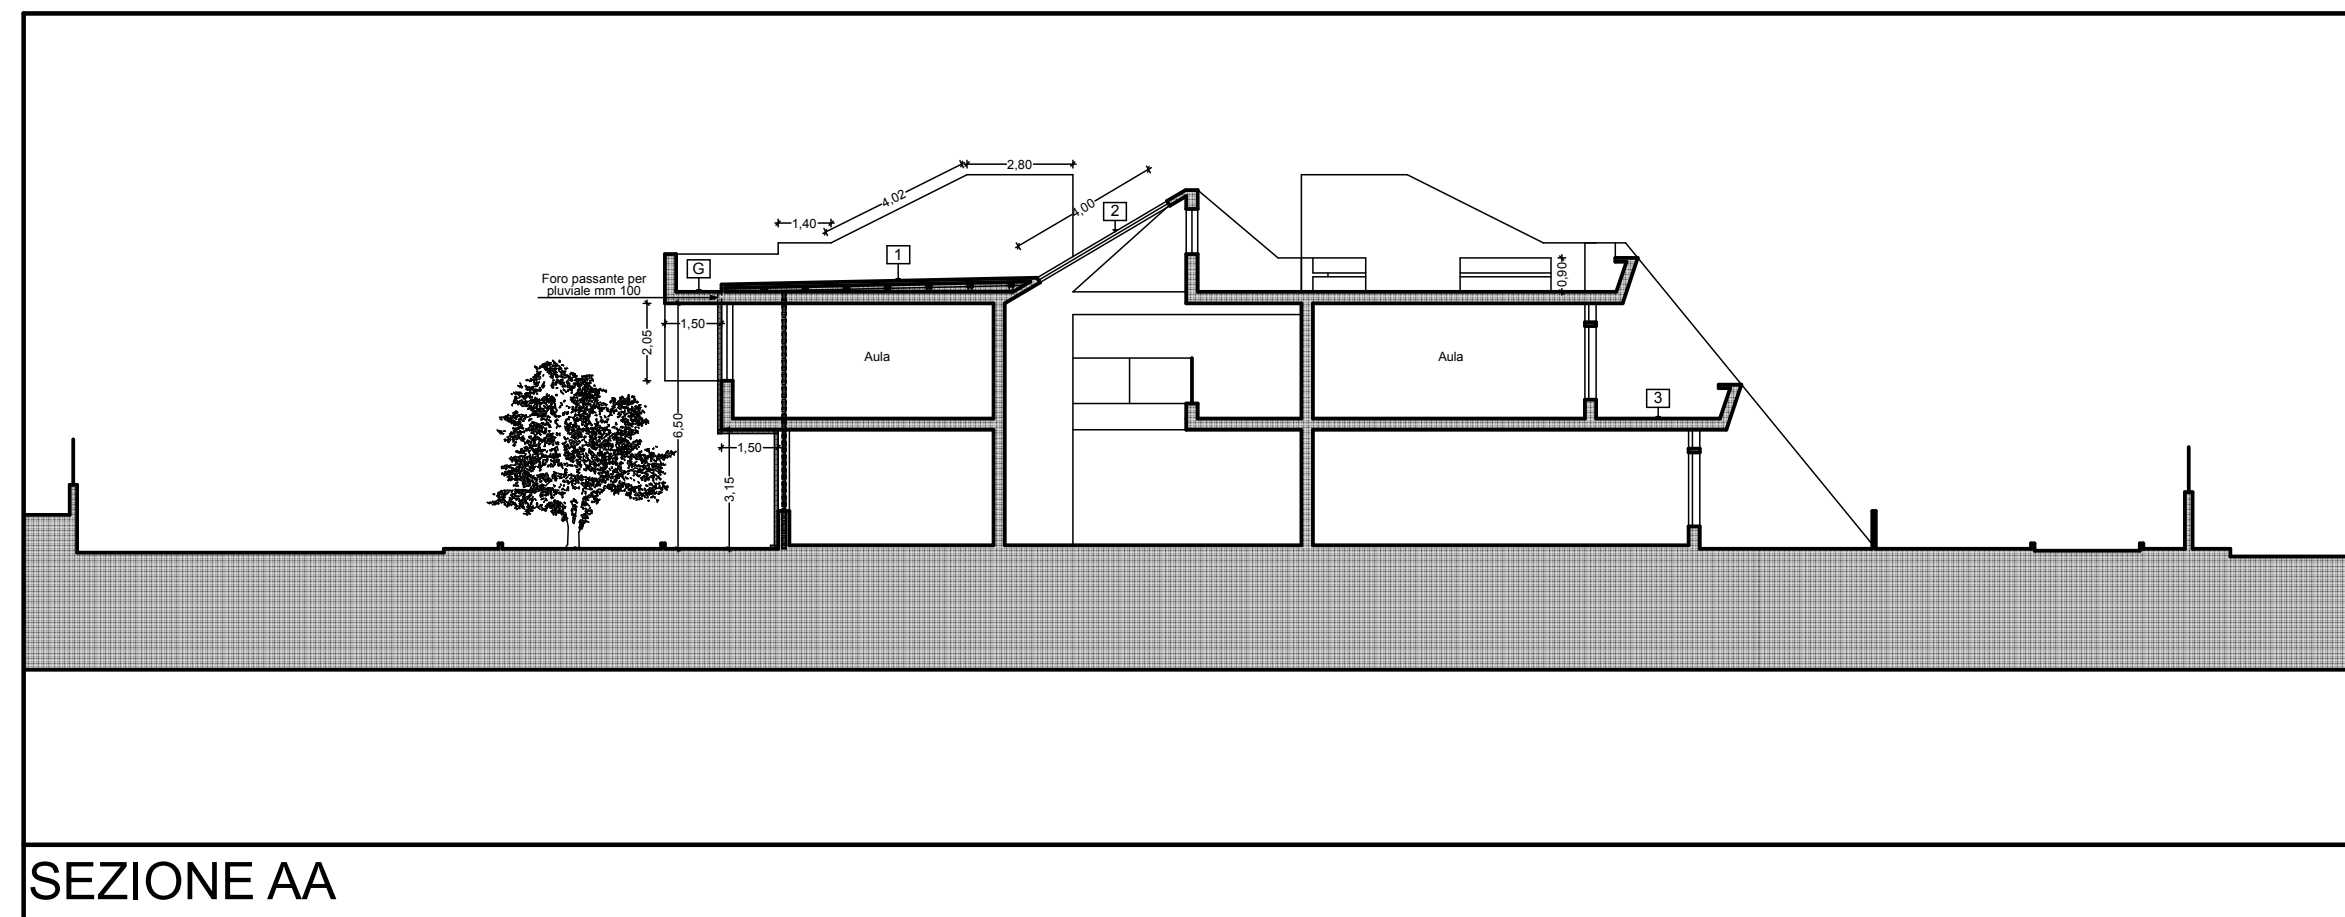 2,80
4,02
4,00
2
1,40
1
G
Foro passante per
pluviale mm 100
0,90
1,50
2,05
Aula
Aula
3
6,50
1,50
3,15
SEZIONE AA